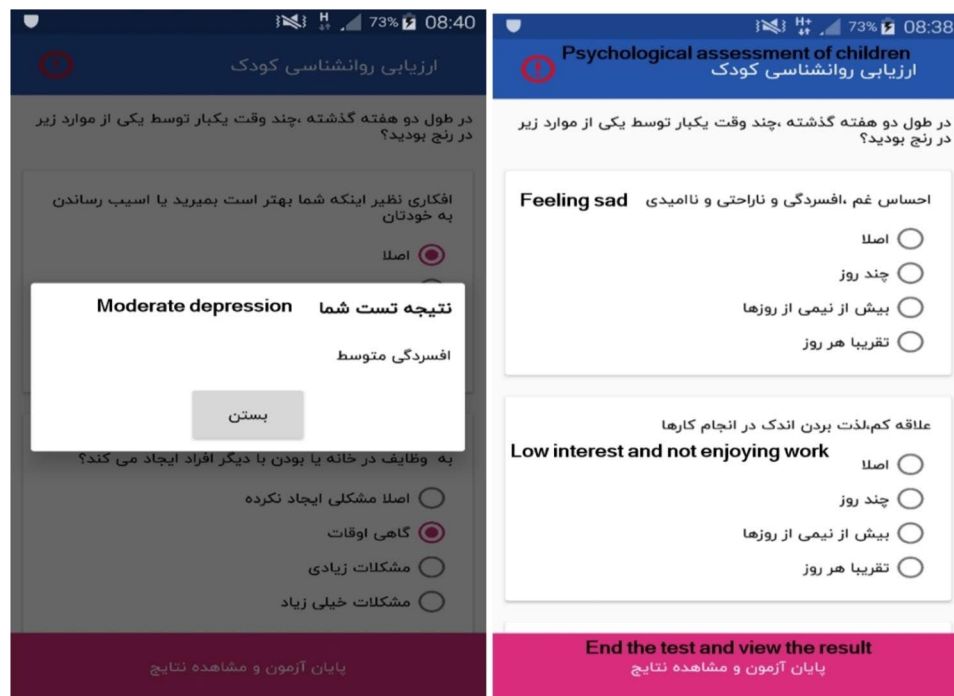 73% 08:40
ارزیابی روانشناسی کودک
در طول دو هفته گذشته ،چند وقت یکبار توسط یکی از موارد زیر
در رنج بودید؟
افکاری نظیر اینکه شما بهتر است بمیرید یا اسیب رساندن
به خودتان
اصلا
نتیجه تست شما Moderate depression
افسردگی متوسط
بستن
به وظایف در خانه یا بودن با دیگر افراد ایجاد می کند؟
اصلا مشکلی ایجاد نکرده
گاهی اوقات
مشکلات زیادی
مشکلات خیلی زیاد
پایان آزمون و مشاهده نتایج
H+ 73% 08:38
Psychological assessment of children
ارزیابی روانشناسی کودک
در طول دو هفته گذشته ،چند وقت یکبار توسط یکی از موارد زیر
در رنج بودید؟
احساس غم ،افسردگی و ناراحتی و ناامیدی Feeling sad
اصلا
چند روز
بیش از نیمی از روزها
تقریبا هر روز
علاقه کم،لذت بردن اندک در انجام کارها
Low interest and not enjoying work
اصلا
چند روز
بیش از نیمی از روزها
تقریبا هر روز
End the test and view the result
پایان آزمون و مشاهده نتایج